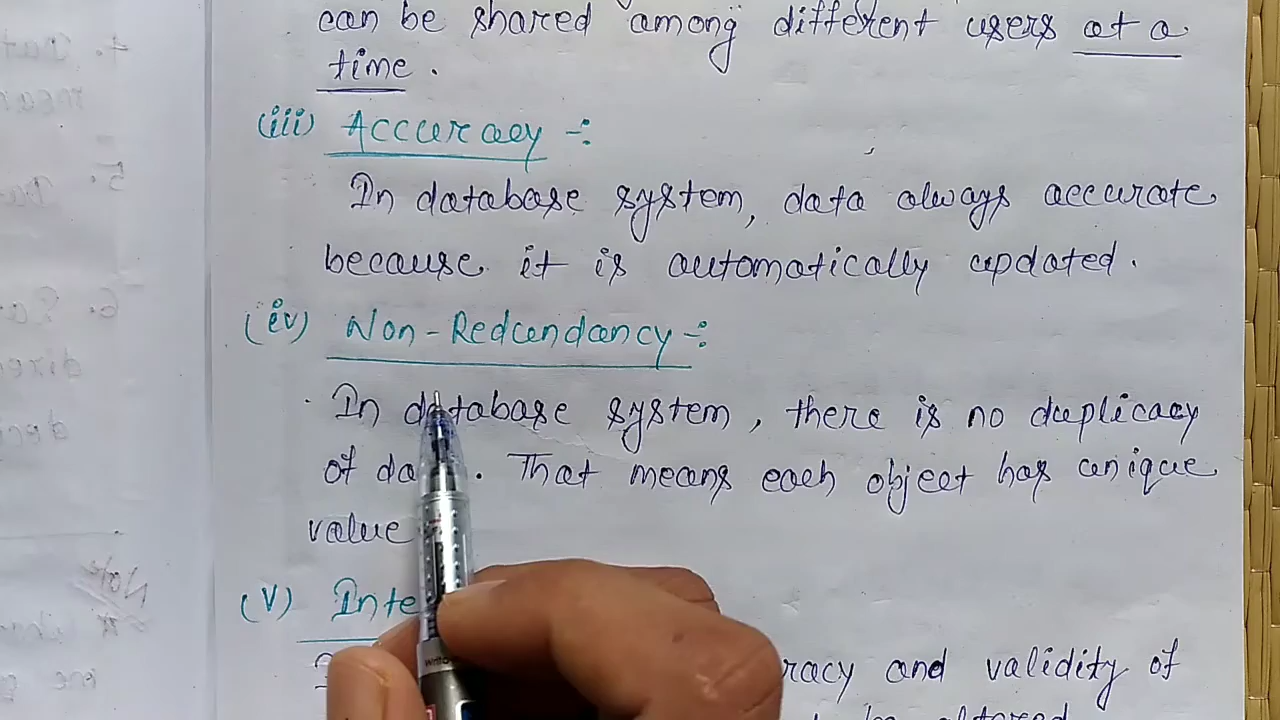 can be shared among different users at a
time.
(iii) Accuracy -:
In database system, data always accurate
because it is automatically updated.
(iv) Non-Redundancy -:
In database system, there is no duplicacy
of da . That means each object has unique
value
(V) Inte
racy and validity of